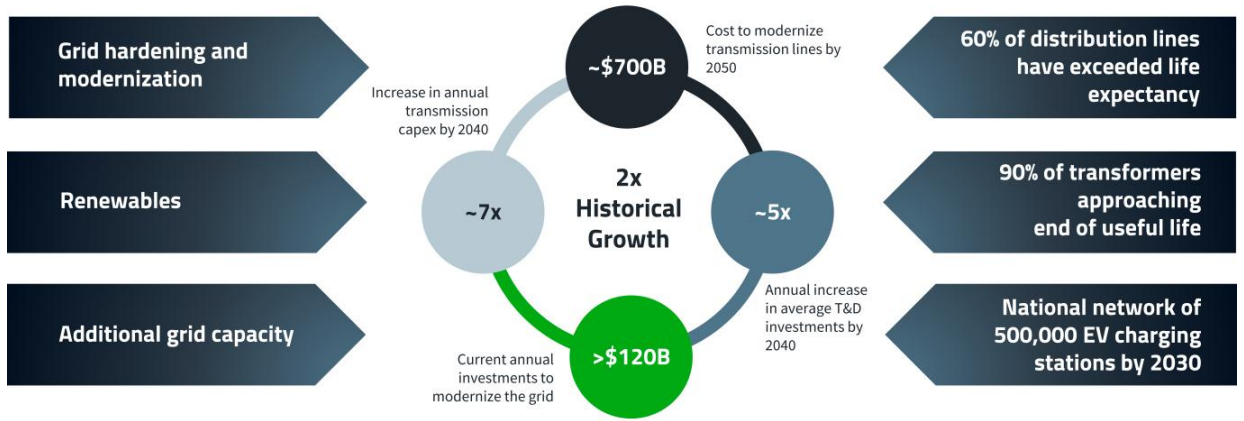 Grid hardening and
modernization
Renewables
Additional grid capacity
~$700B
Cost to modernize
transmission lines by
2050
Increase in annual
transmission
capex by 2040
~7x
2x
Historical
Growth
~5x
Annual increase
in average T&D
investments by
2040
>$120B
Current annual
investments to
modernize the grid
60% of distribution lines
have exceeded life
expectancy
90% of transformers
approaching
end of useful life
National network of
500,000 EV charging
stations by 2030